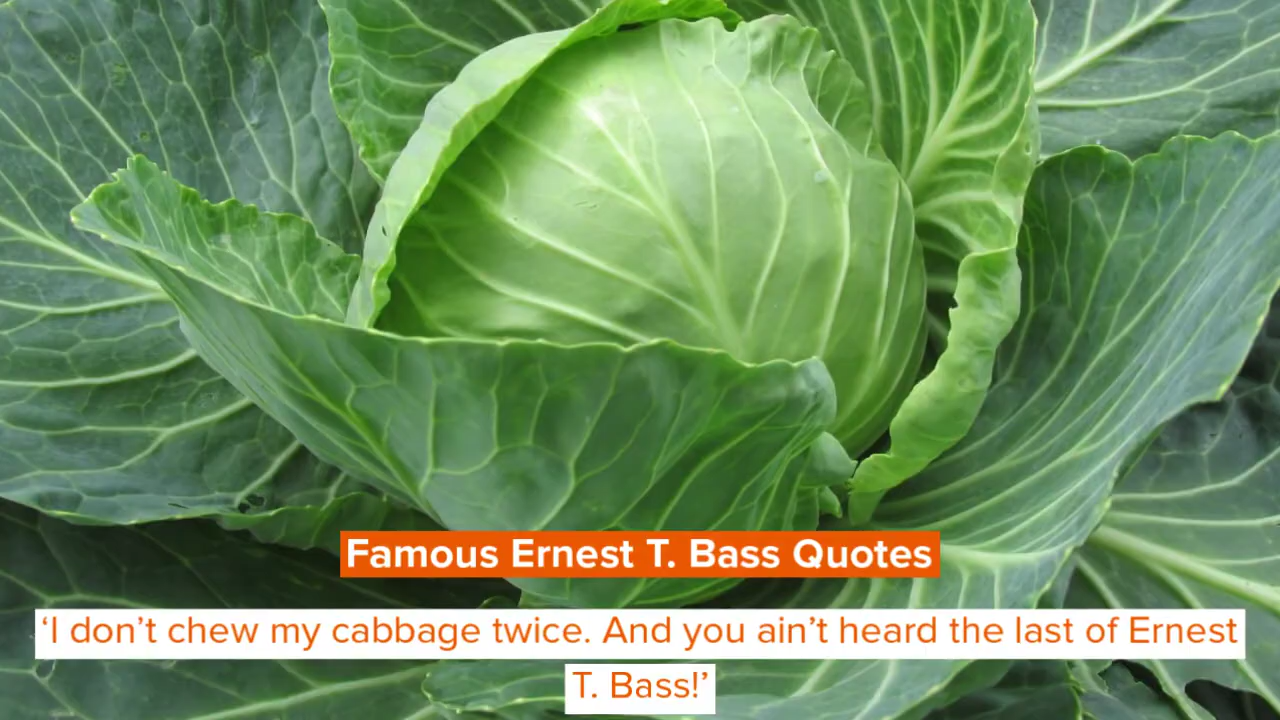 Famous Ernest T. Bass Quotes
‘I don’t chew my cabbage twice. And you ain’t heard the last of Ernest
T. Bass!’